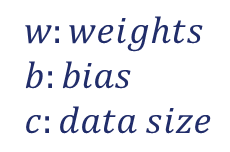 w: weights
b: bias
c: data size